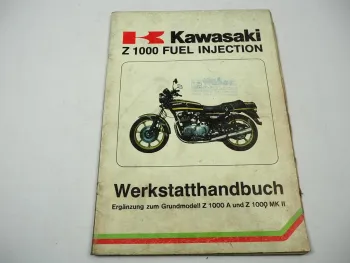 Kawasaki
Z 1000 FUEL INJECTION
Werkstatthandbuch
Ergänzung zum Grundmodell Z 1000 A und Z 1000 MK II